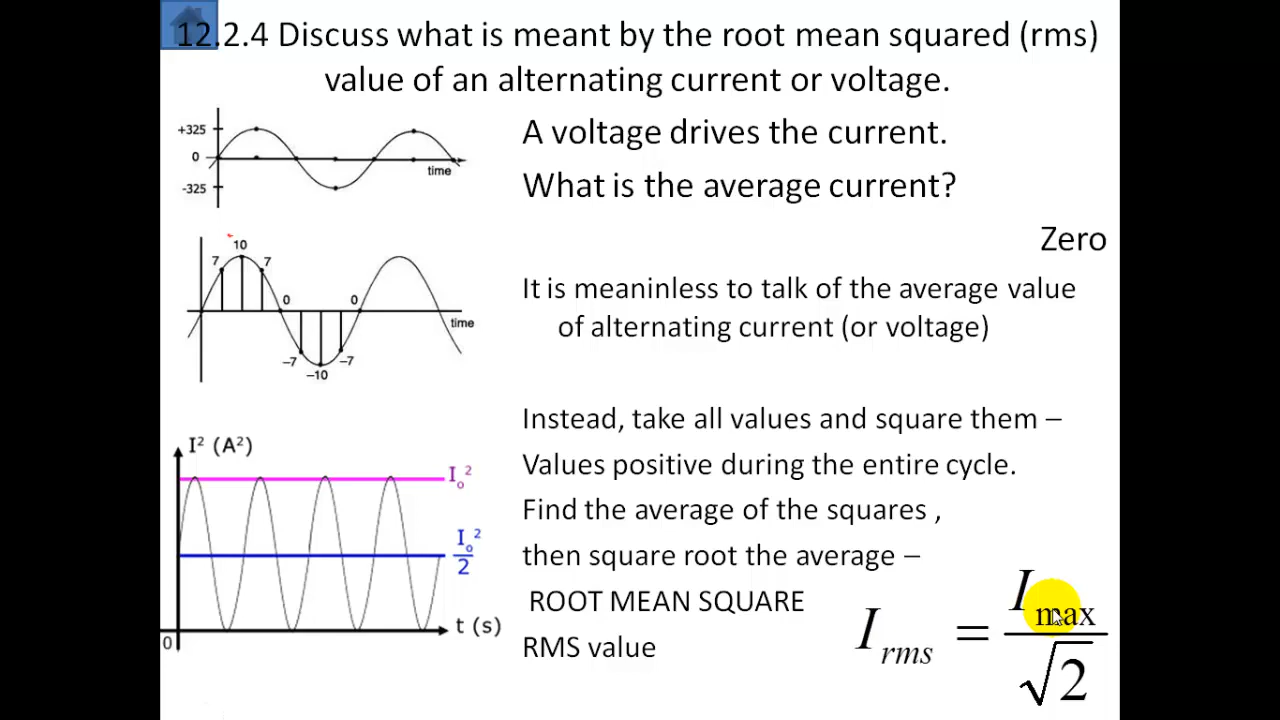 12.2.4 Discuss what is meant by the root mean squared (rms)
value of an alternating current or voltage.
+325
0
-325
time
A voltage drives the current.
What is the average current?
Zero
10
7
7
0
0
−7
−7
−10
time
It is meaninless to talk of the average value
of alternating current (or voltage)
I² (A²)
I₀²
I₀²
2
t (s)
0
Instead, take all values and square them –
Values positive during the entire cycle.
Find the average of the squares ,
then square root the average –
ROOT MEAN SQUARE
RMS value
I rms = I max
√2